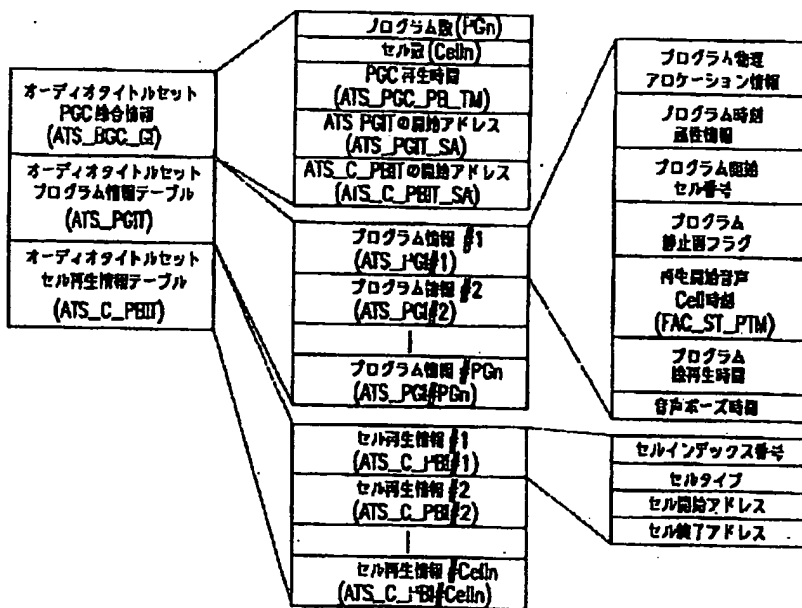 オーディオタイトルセット
PGC 総合情報
(ATS_BGC_GI)
オーディオタイトルセット
プログラム情報テーブル
(ATS_PGIT)
オーディオタイトルセット
セル再生情報テーブル
(ATS_C_PBIT)
プログラム数(PGn)
セル数(Celln)
PGC 再生時間
(ATS_PGC_PB_TM)
ATS PGITの開始アドレス
(ATS_PGIT_SA)
ATS_C_PBITの開始アドレス
(ATS_C_PBIT_SA)
プログラム情報 #1
(ATS_PGI#1)
プログラム情報 #2
(ATS_PGI#2)
プログラム情報 #PGn
(ATS_PGI#PGn)
セル再生情報 #1
(ATS_C_PBI#1)
セル再生情報 #2
(ATS_C_PBI#2)
セル再生情報 #Celln
(ATS_C_PBI#Celln)
プログラム物理
アロケーション情報
プログラム時刻
属性情報
プログラム開始
セル番号
プログラム
静止画フラグ
再生開始音声
Cell時刻
(FAC_ST_PTM)
プログラム
総再生時間
音声ポーズ時間
セルインデックス番号
セルタイプ
セル開始アドレス
セル終了アドレス